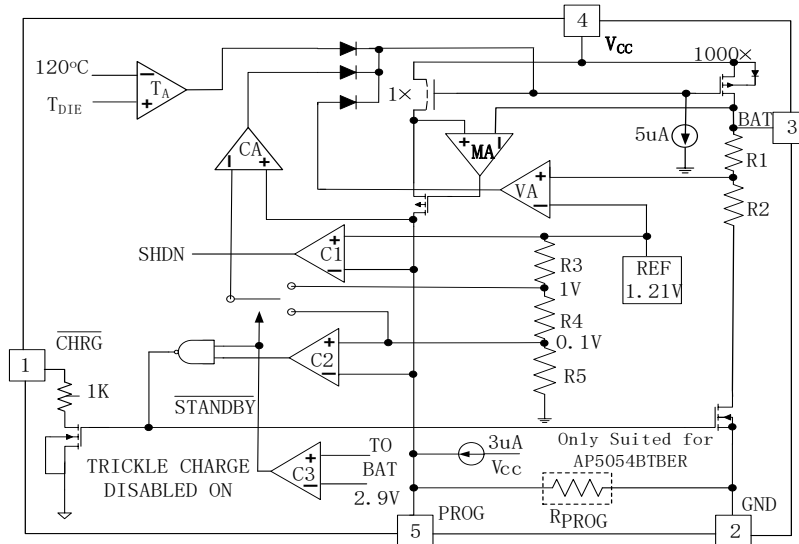 4
VCC
120°C
TDIE
TA
1×
1000×
BAT
3
5uA
MA
CA
VA
R1
R2
SHDN
C1
R3
REF
1.21V
1V
R4
0.1V
R5
CHRG
1
1K
C2
STANDBY
TRICKLE CHARGE
DISABLED ON
C3
TO
BAT
2.9V
3uA
Vcc
Only Suited for
AP5054BTBER
RPROG
PROG
5
GND
2